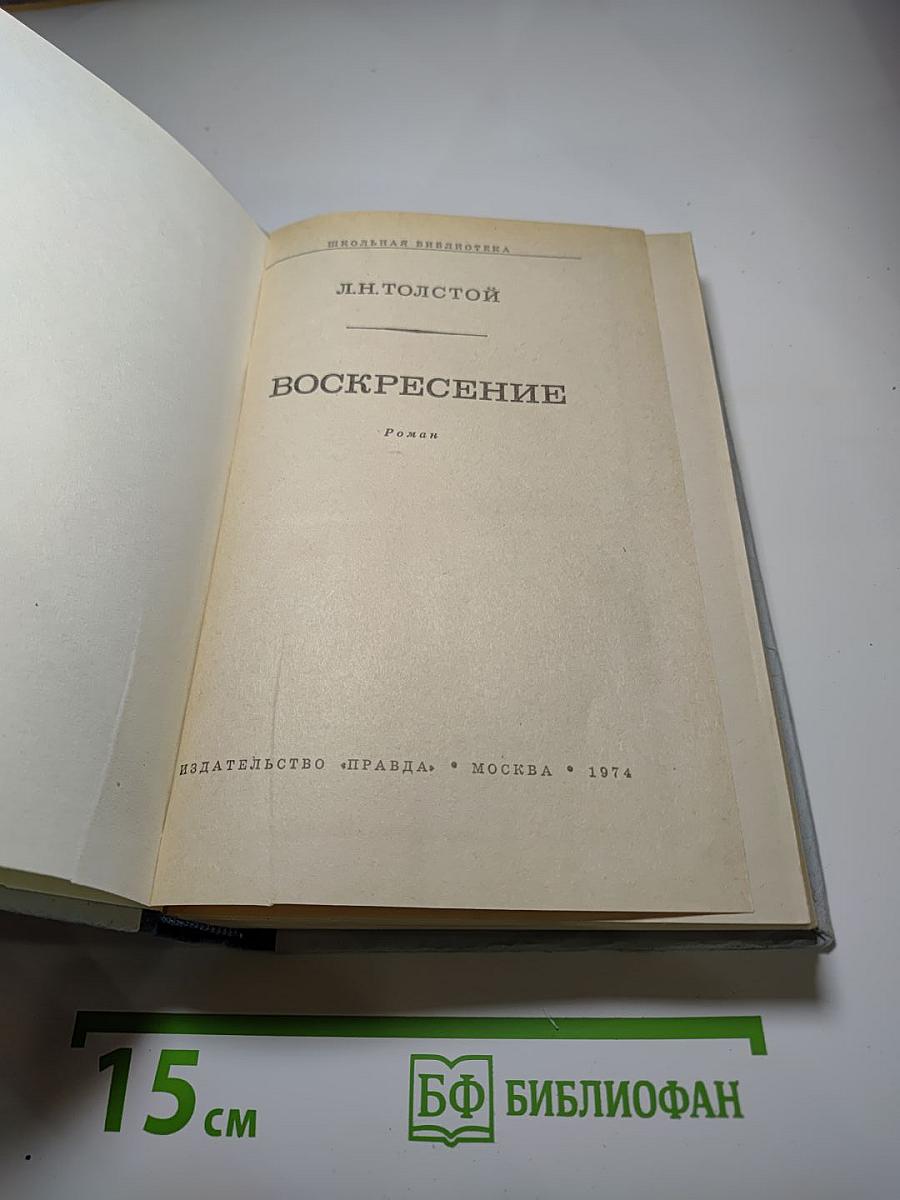 ШКОЛЬНАЯ БИБЛИОТЕКА
Л.Н.ТОЛСТОЙ
ВОСКРЕСЕНИЕ
Роман
ИЗДАТЕЛЬСТВО «ПРАВДА» • МОСКВА • 1974
15 см
БФ БИБЛИОФАН